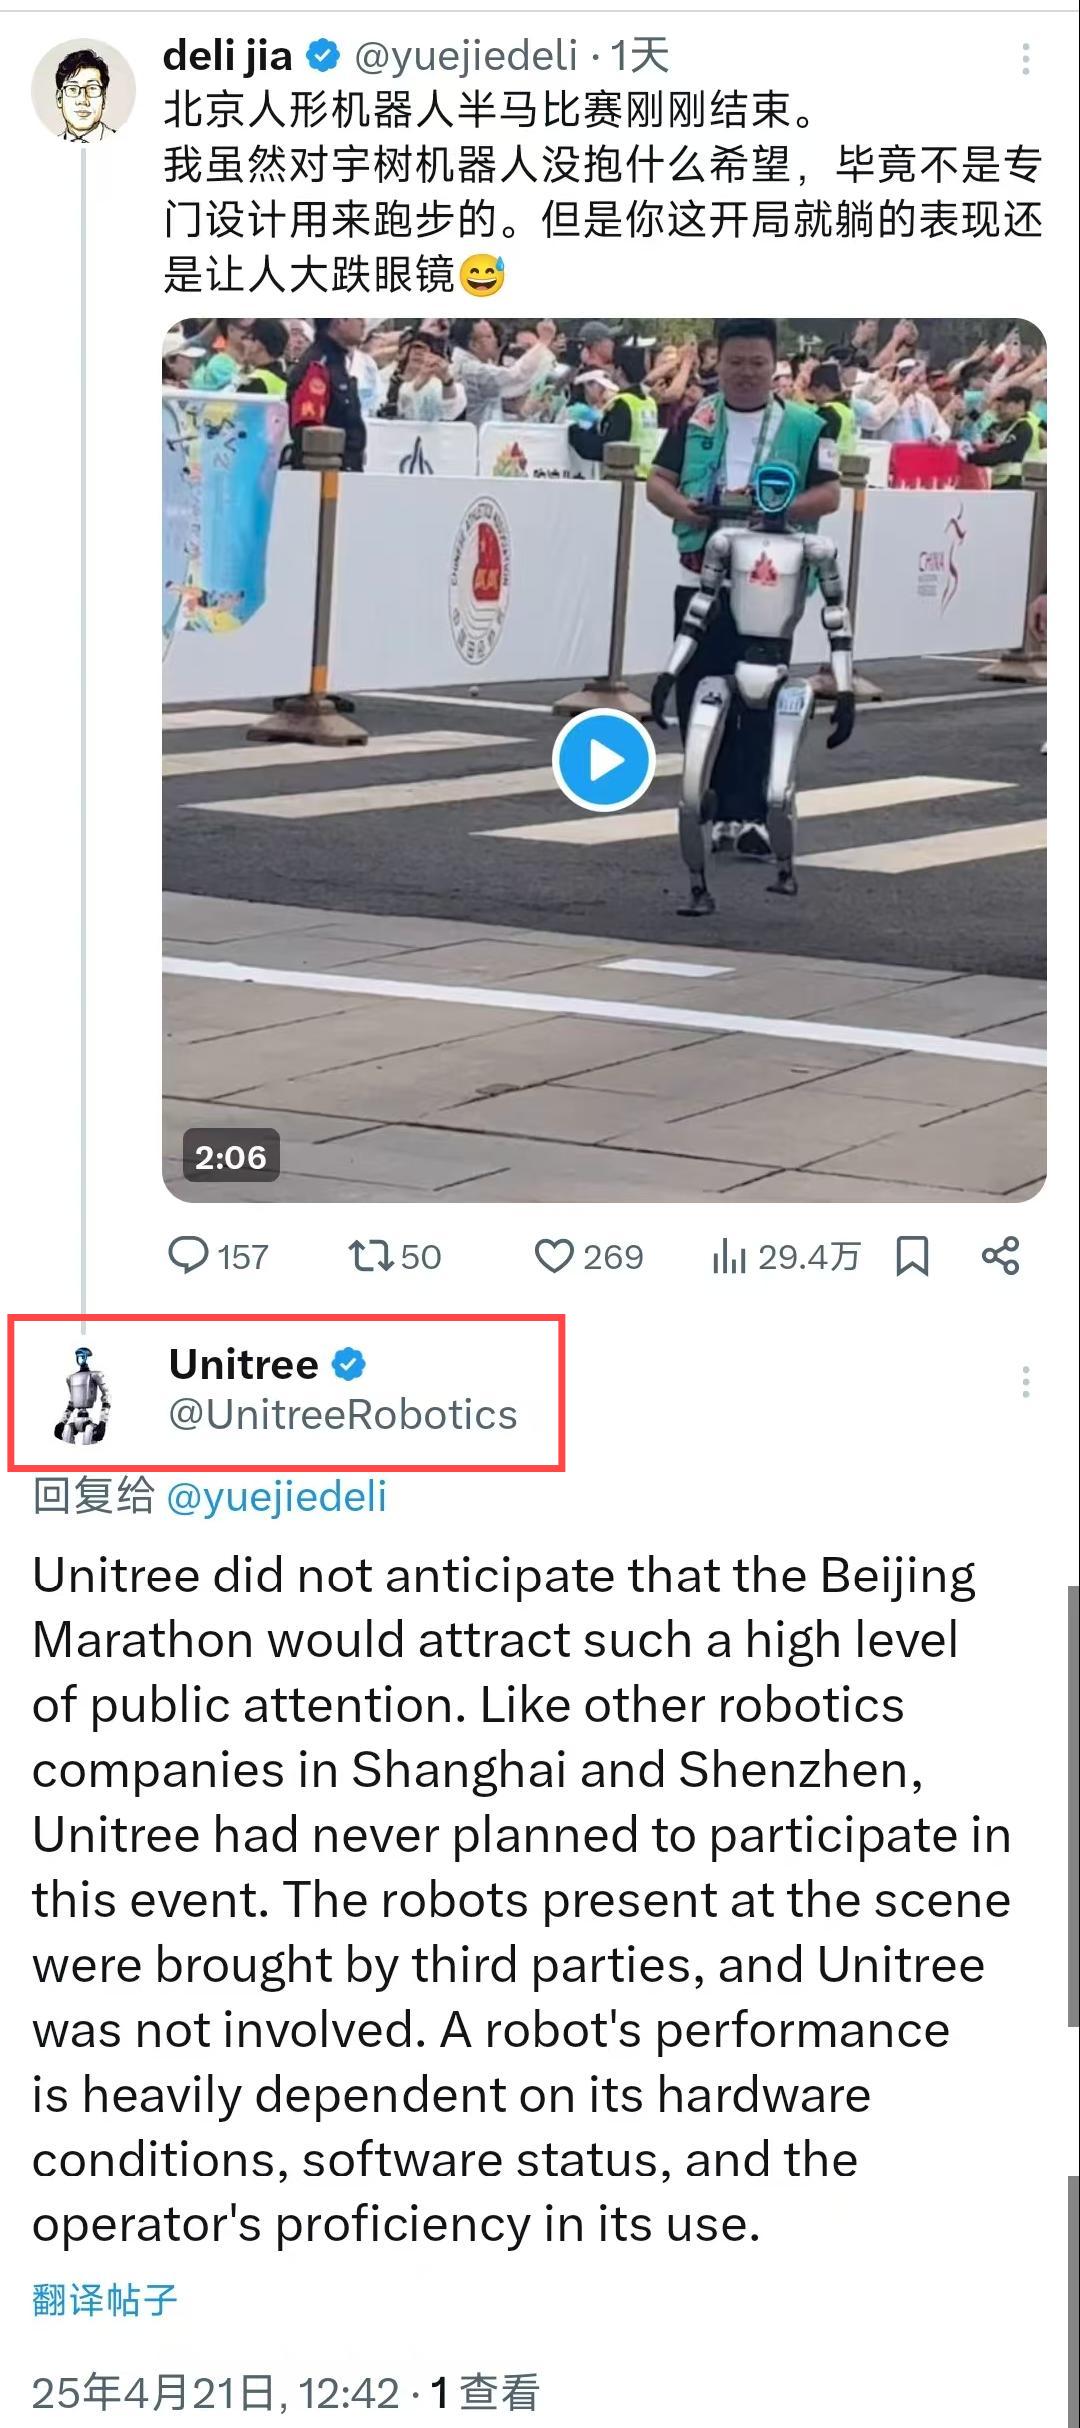 deli jia @yuejiedeli · 1天
北京人形机器人半马比赛刚刚结束。
我虽然对宇树机器人没抱什么希望，毕竟不是专
门设计用来跑步的。但是你这开局就躺的表现还
是让人大跌眼镜😅
CHINA
2:06
157 50 269 29.4万
Unitree
@UnitreeRobotics
回复给 @yuejiedeli
Unitree did not anticipate that the Beijing
Marathon would attract such a high level
of public attention. Like other robotics
companies in Shanghai and Shenzhen,
Unitree had never planned to participate in
this event. The robots present at the scene
were brought by third parties, and Unitree
was not involved. A robot's performance
is heavily dependent on its hardware
conditions, software status, and the
operator's proficiency in its use.
翻译帖子
25年4月21日, 12:42 · 1 查看